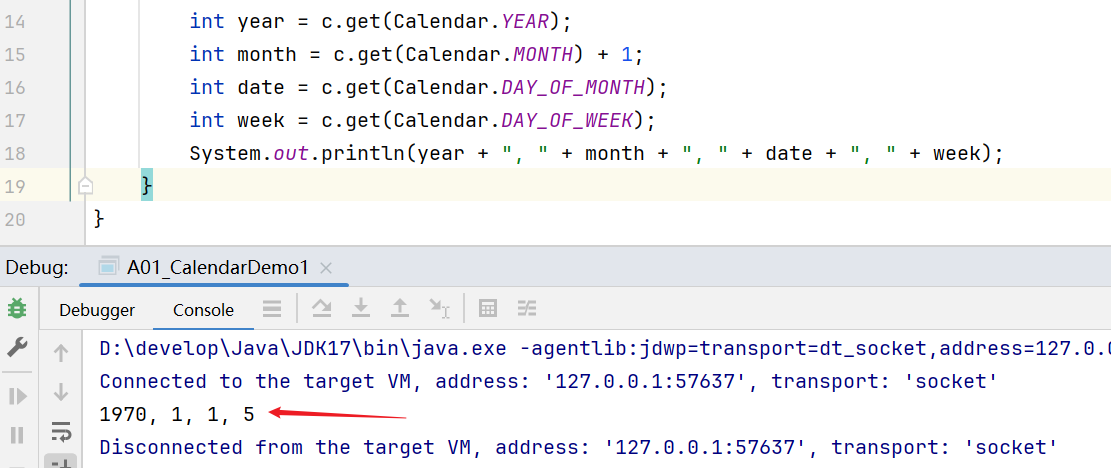 14 int year = c.get(Calendar.YEAR);
15 int month = c.get(Calendar.MONTH) + 1;
16 int date = c.get(Calendar.DAY_OF_MONTH);
17 int week = c.get(Calendar.DAY_OF_WEEK);
18 System.out.println(year + ", " + month + ", " + date + ", " + week);
19 }
20 }
Debug: A01_CalendarDemo1
Debugger Console
D:\develop\Java\JDK17\bin\java.exe -agentlib:jdwp=transport=dt_socket,address=127.0.0
Connected to the target VM, address: '127.0.0.1:57637', transport: 'socket'
1970, 1, 1, 5
Disconnected from the target VM, address: '127.0.0.1:57637', transport: 'socket'